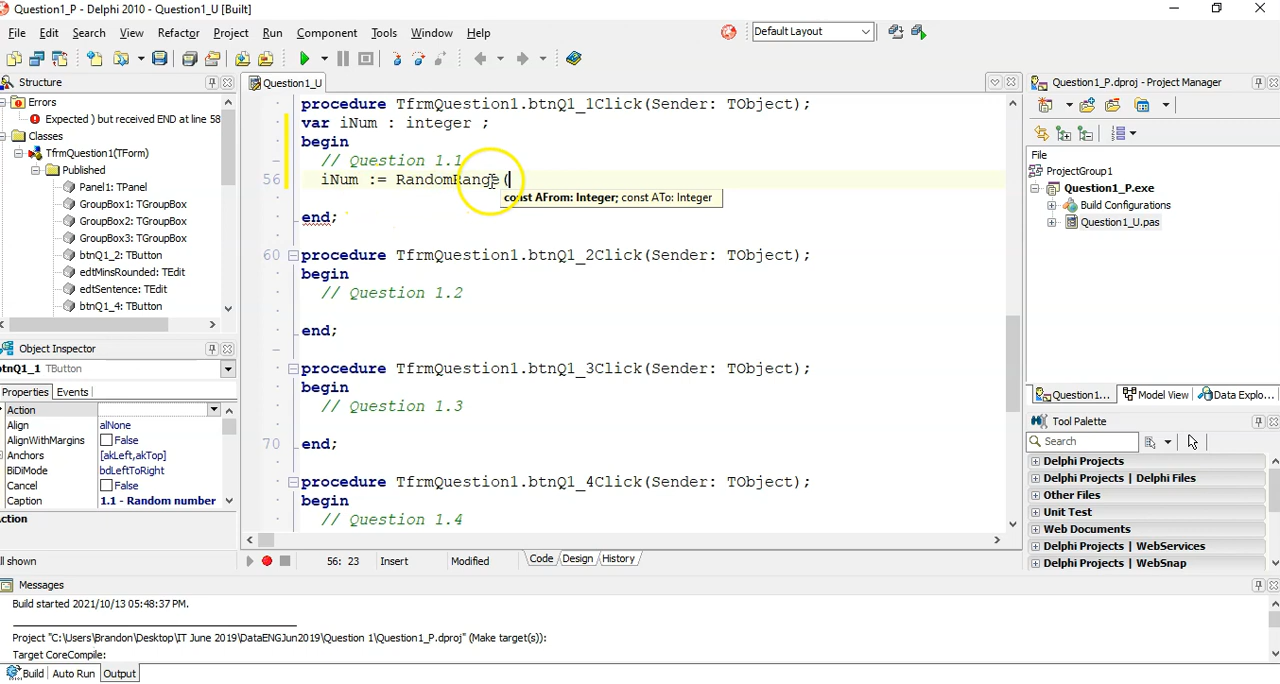 Question1_P - Delphi 2010 - Question1_U [Built]
File Edit Search View Refactor Project Run Component Tools Window Help
Default Layout
Structure
Question1_U
Question1_P.dproj - Project Manager
Errors
Expected ) but received END at line 58
Classes
TfrmQuestion1(TForm)
Published
Panel1: TPanel
GroupBox1: TGroupBox
GroupBox2: TGroupBox
GroupBox3: TGroupBox
btnQ1_2: TButton
edtMinsRounded: TEdit
edtSentence: TEdit
btnQ1_4: TButton
procedure TfrmQuestion1.btnQ1_1Click(Sender: TObject);
var iNum : integer ;
begin
// Question 1.1
56 iNum := RandomRange(
const AFrom: Integer; const ATo: Integer
end;
60 procedure TfrmQuestion1.btnQ1_2Click(Sender: TObject);
begin
// Question 1.2
end;
procedure TfrmQuestion1.btnQ1_3Click(Sender: TObject);
begin
// Question 1.3
70 end;
procedure TfrmQuestion1.btnQ1_4Click(Sender: TObject);
begin
// Question 1.4
File
ProjectGroup1
Question1_P.exe
Build Configurations
Question1_U.pas
Question1... Model View Data Explo...
Object Inspector
tnQ1_1 TButton
Properties Events
Action
Align alNone
AlignWithMargins False
Anchors [akLeft,akTop]
BiDiMode bdLeftToRight
Cancel False
Caption 1.1 - Random number
ction
ll shown
56: 23 Insert Modified Code Design History
Tool Palette
Search
Delphi Projects
Delphi Projects | Delphi Files
Other Files
Unit Test
Web Documents
Delphi Projects | WebServices
Delphi Projects | WebSnap
Messages
Build started 2021/10/13 05:48:37 PM.
Project "C:\Users\Brandon\Desktop\IT June 2019\DataENGJun2019\Question 1\Question1_P.dproj" (Make target(s)):
Target CoreCompile:
Build Auto Run Output